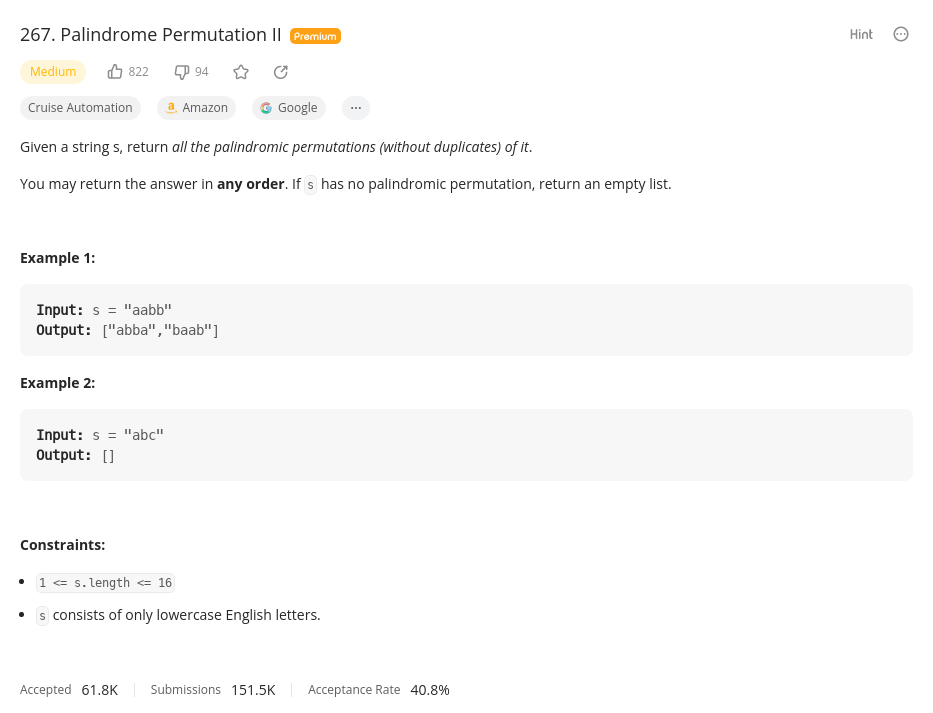 267. Palindrome Permutation II Premium Hint
Medium 822 94
Cruise Automation Amazon Google ...
Given a string s, return all the palindromic permutations (without duplicates) of it.
You may return the answer in any order. If s has no palindromic permutation, return an empty list.
Example 1:
Input: s = "aabb"
Output: ["abba","baab"]
Example 2:
Input: s = "abc"
Output: []
Constraints:
• 1 <= s.length <= 16
• s consists of only lowercase English letters.
Accepted 61.8K Submissions 151.5K Acceptance Rate 40.8%